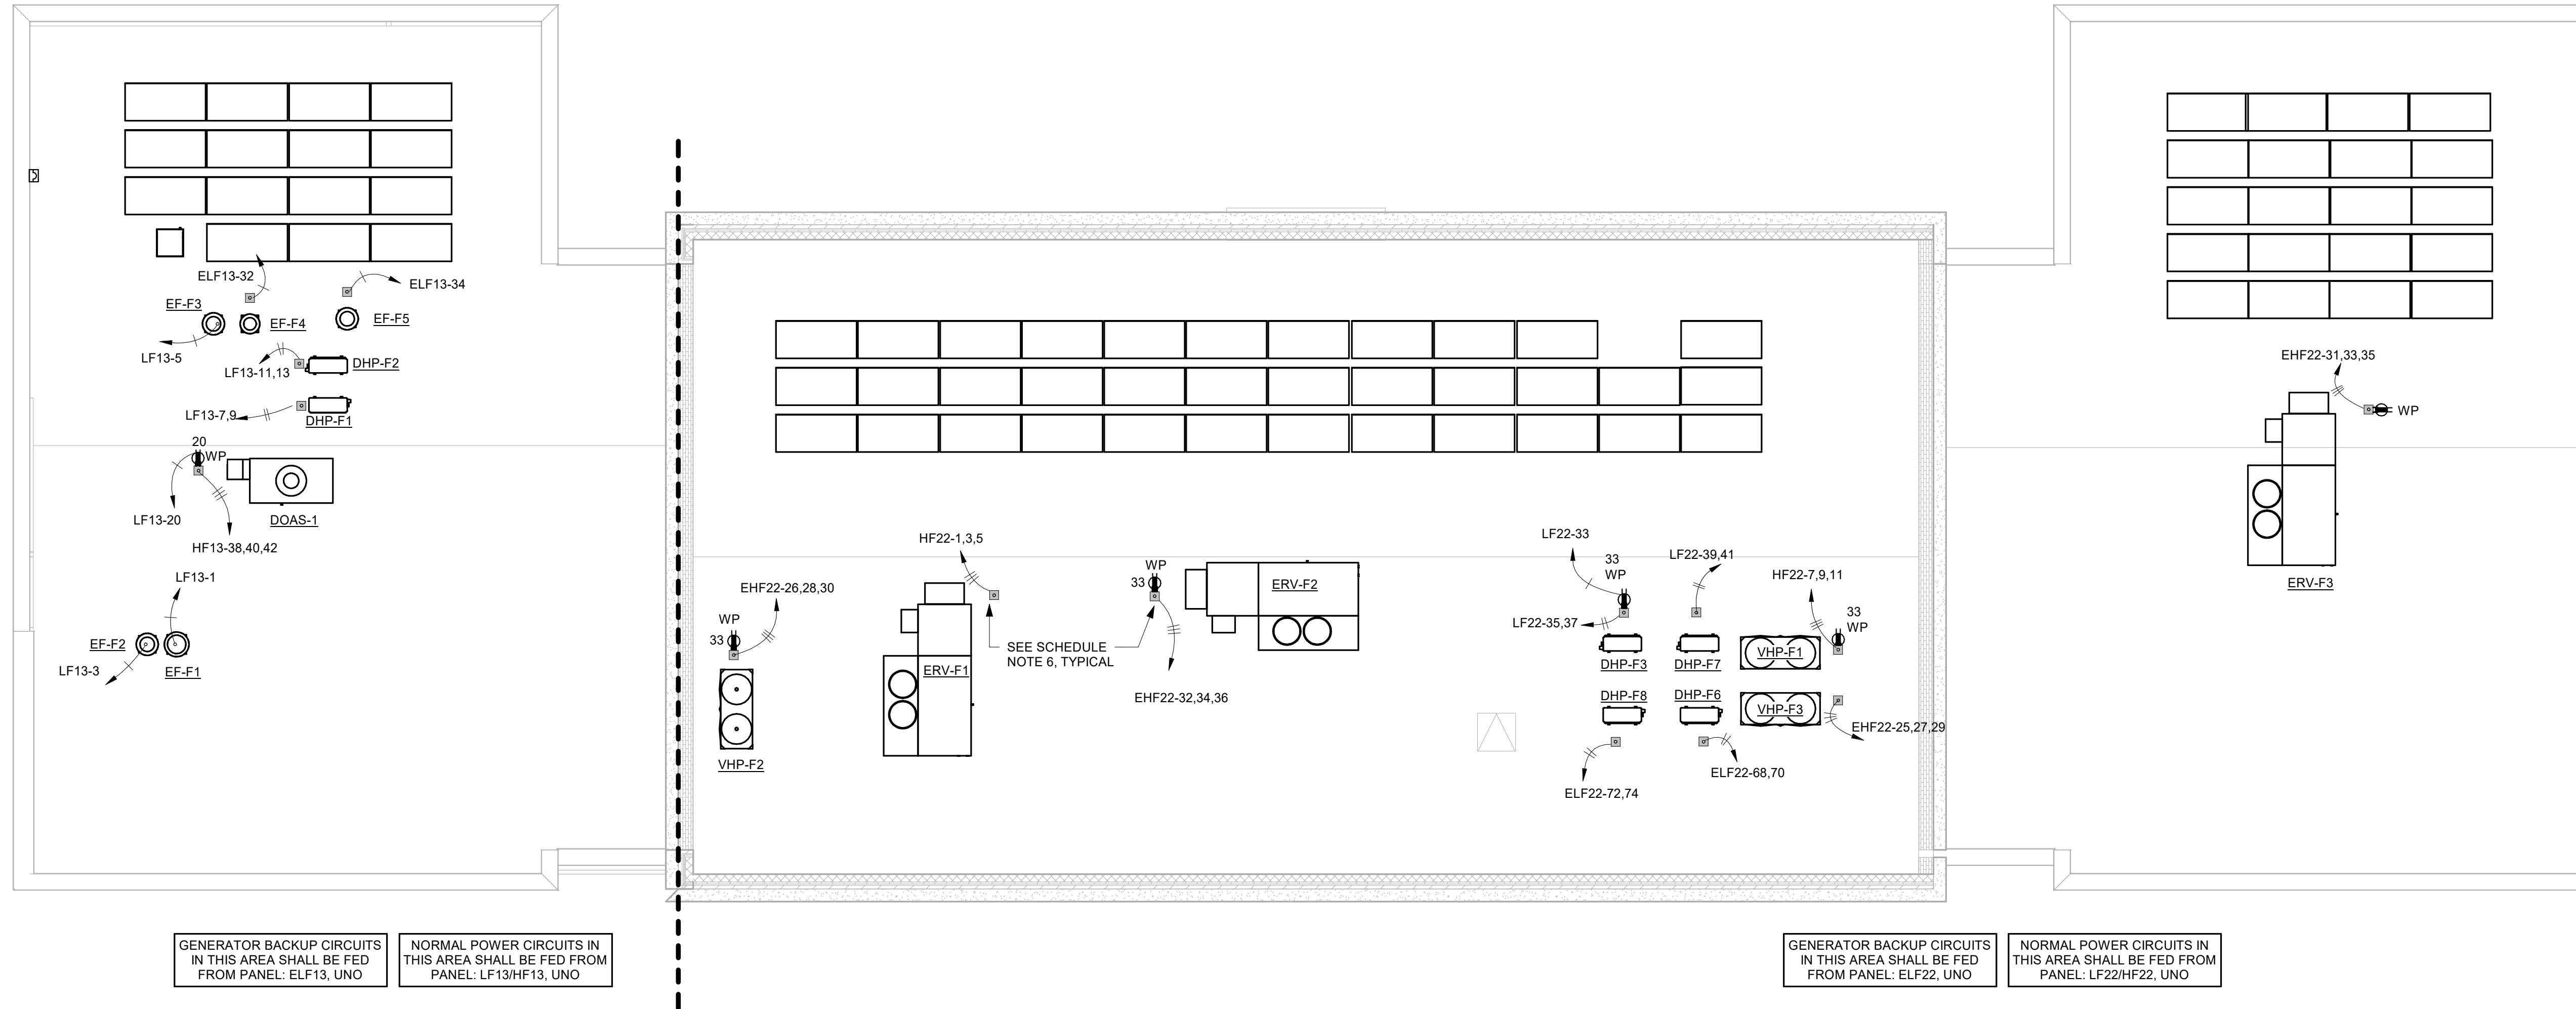 ELF13-32
ELF13-34
EF-F3
EF-F4
EF-F5
LF13-5
LF13-11,13
DHP-F2
LF13-7,9
DHP-F1
20
WP
LF13-20
DOAS-1
HF13-38,40,42
LF13-1
EF-F2
LF13-3
EF-F1
EHF22-26,28,30
WP
33
VHP-F2
HF22-1,3,5
ERV-F1
SEE SCHEDULE
NOTE 6, TYPICAL
WP
33
ERV-F2
EHF22-32,34,36
LF22-33
33
WP
LF22-39,41
HF22-7,9,11
33
WP
LF22-35,37
DHP-F3
DHP-F7
VHP-F1
DHP-F8
DHP-F6
VHP-F3
EHF22-25,27,29
ELF22-68,70
ELF22-72,74
EHF22-31,33,35
WP
ERV-F3
GENERATOR BACKUP CIRCUITS
IN THIS AREA SHALL BE FED
FROM PANEL: ELF13, UNO
NORMAL POWER CIRCUITS IN
THIS AREA SHALL BE FED FROM
PANEL: LF13/HF13, UNO
GENERATOR BACKUP CIRCUITS
IN THIS AREA SHALL BE FED
FROM PANEL: ELF22, UNO
NORMAL POWER CIRCUITS IN
THIS AREA SHALL BE FED FROM
PANEL: LF22/HF22, UNO